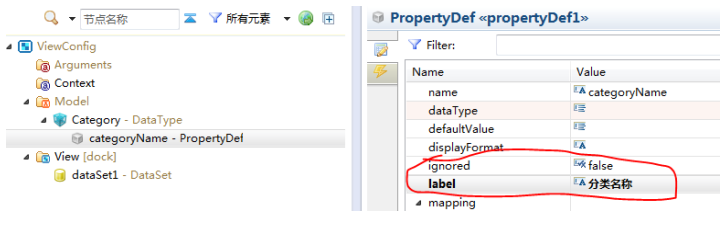 节点名称
所有元素
ViewConfig
Arguments
Context
Model
Category - DataType
categoryName - PropertyDef
View [dock]
dataSet1 - DataSet
PropertyDef «propertyDef1»
Filter:
Name Value
name categoryName
dataType
defaultValue
displayFormat
ignored false
label 分类名称
mapping